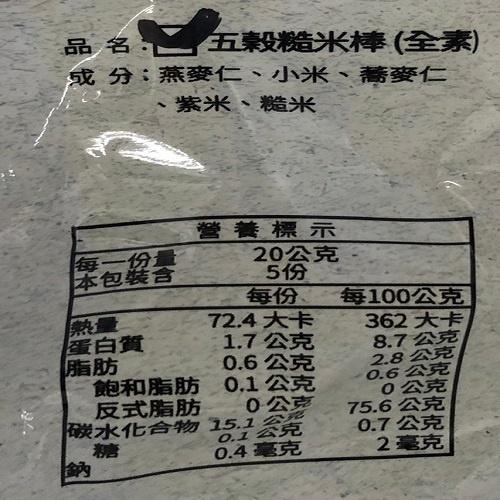 品名：☑五穀糙米棒(全素)
成分：燕麥仁、小米、蕎麥仁
、紫米、糙米
營養標示
每一份量 20公克
本包裝含 5份
每份 每100公克
熱量 72.4 大卡 362 大卡
蛋白質 1.7 公克 8.7 公克
脂肪 0.6 公克 2.8 公克
飽和脂肪 0.1 公克 0.6 公克
反式脂肪 0 公克 0 公克
碳水化合物 15.1 公克 75.6 公克
糖 0.1 公克 0.7 公克
鈉 0.4 毫克 2 毫克